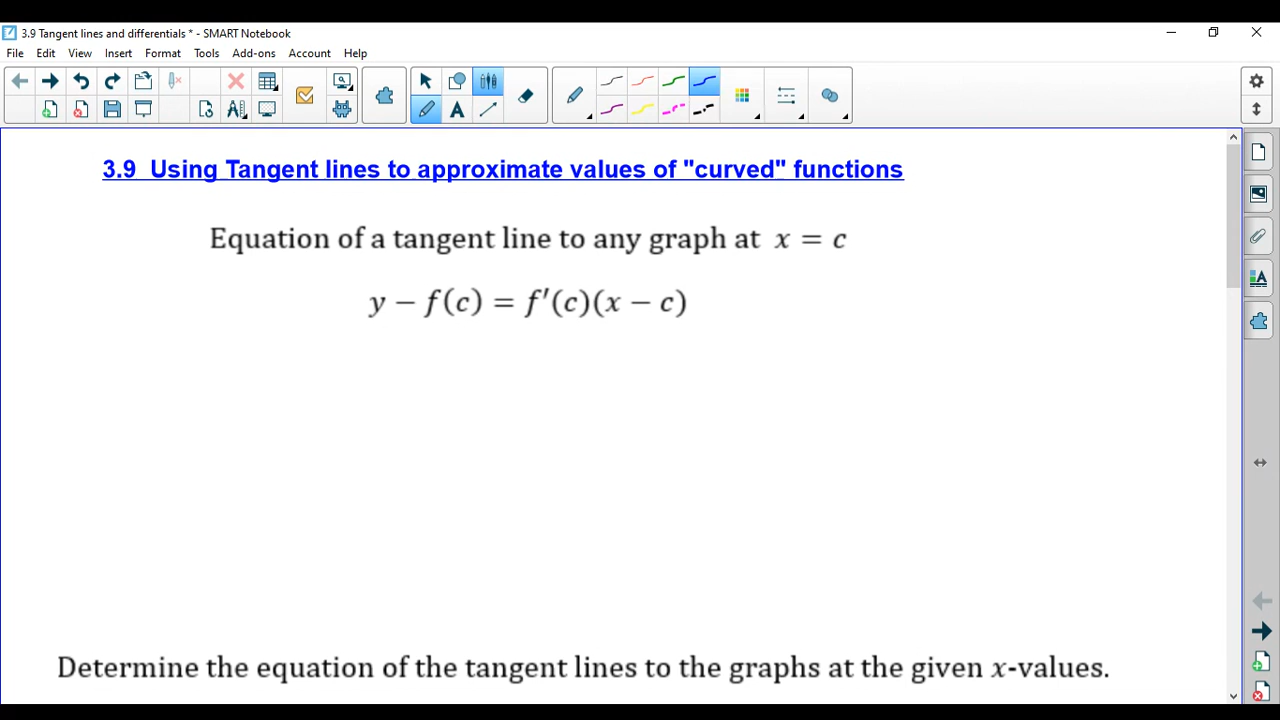 3.9 Tangent lines and differentials * - SMART Notebook
File Edit View Insert Format Tools Add-ons Account Help
3.9 Using Tangent lines to approximate values of "curved" functions
Equation of a tangent line to any graph at x = c
y − f(c) = f′(c)(x − c)
Determine the equation of the tangent lines to the graphs at the given x-values.